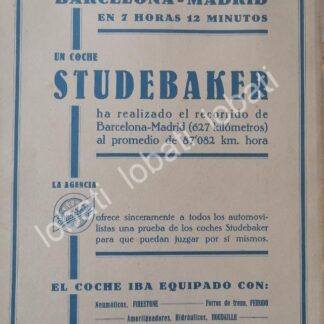 BARCELONA-MADRID
EN 7 HORAS 12 MINUTOS
UN COCHE
STUDEBAKER
ha realizado el recorrido de
Barcelona-Madrid (627 kilómetros)
al promedio de 87'082 km. hora
LA AGENCIA
ofrece sinceramente a todos los automovi-
listas una prueba de los coches Studebaker
para que puedan juzgar por sí mismos.
EL COCHE IBA EQUIPADO CON:
Neumáticos, FIRESTONE — Forros de freno, FERODO
Amortiguadores, Hidráulicos, HOUDAILLE
lobati lobati lobati